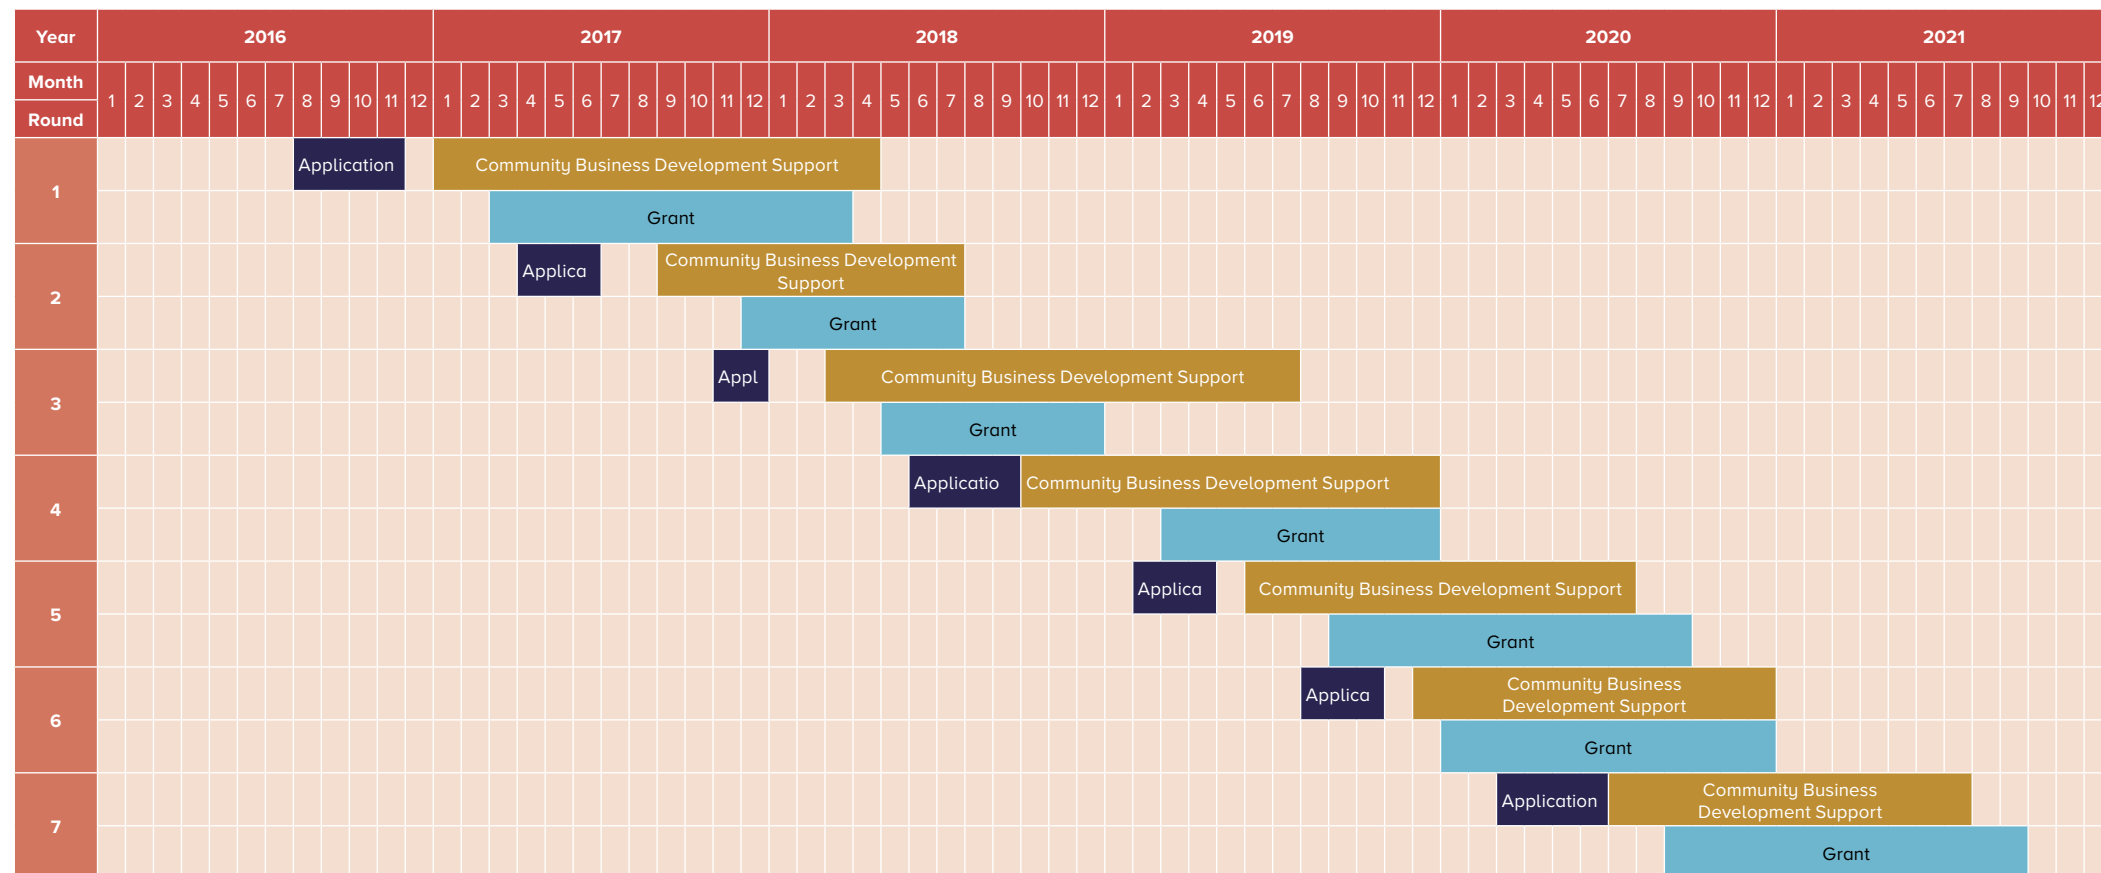 Year 2016 2017 2018 2019 2020 2021
Month
1 2 3 4 5 6 7 8 9 10 11 12 1 2 3 4 5 6 7 8 9 10 11 12 1 2 3 4 5 6 7 8 9 10 11 12 1 2 3 4 5 6 7 8 9 10 11 12 1 2 3 4 5 6 7 8 9 10 11 12 1 2 3 4 5 6 7 8 9 10 11 12
Round
1
Application Community Business Development Support
Grant
2
Applica Community Business Development
Support
Grant
3
Appl Community Business Development Support
Grant
4
Applicatio Community Business Development Support
Grant
5
Applica Community Business Development Support
Grant
6
Applica Community Business
Development Support
Grant
7
Application Community Business
Development Support
Grant